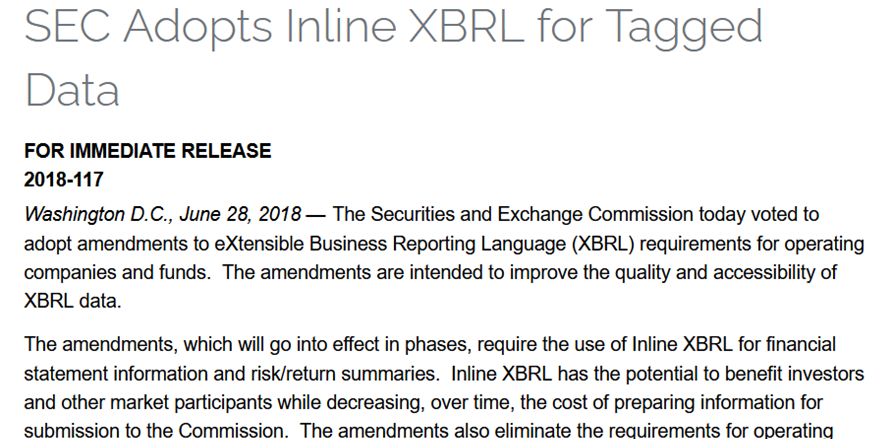 SEC Adopts Inline XBRL for Tagged
Data
FOR IMMEDIATE RELEASE
2018-117
Washington D.C., June 28, 2018 — The Securities and Exchange Commission today voted to
adopt amendments to eXtensible Business Reporting Language (XBRL) requirements for operating
companies and funds.  The amendments are intended to improve the quality and accessibility of
XBRL data.
The amendments, which will go into effect in phases, require the use of Inline XBRL for financial
statement information and risk/return summaries.  Inline XBRL has the potential to benefit investors
and other market participants while decreasing, over time, the cost of preparing information for
submission to the Commission.  The amendments also eliminate the requirements for operating